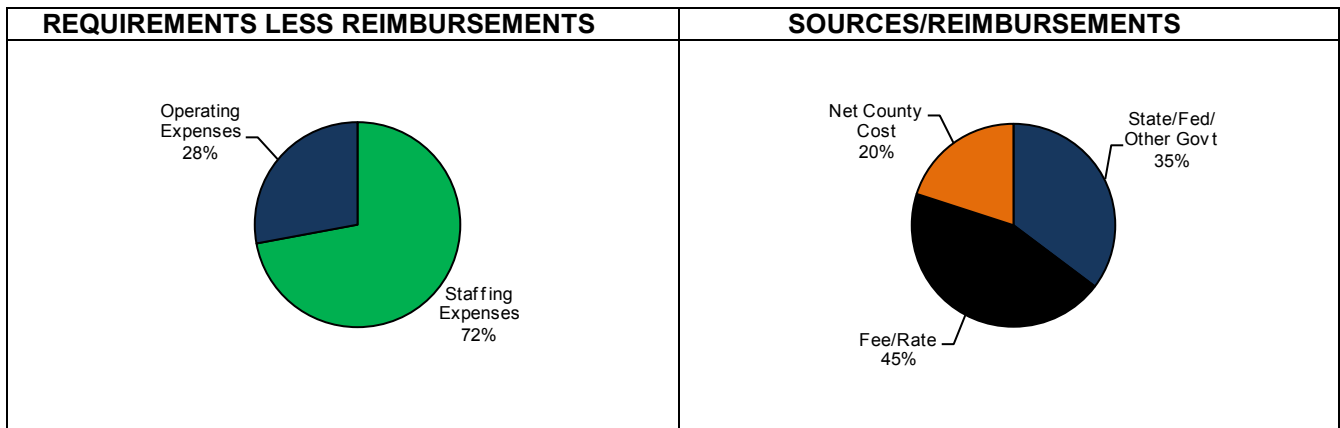 REQUIREMENTS LESS REIMBURSEMENTS
Operating
Expenses
28%
Staffing
Expenses
72%
SOURCES/REIMBURSEMENTS
Net County
Cost
20%
State/Fed/
Other Govt
35%
Fee/Rate
45%